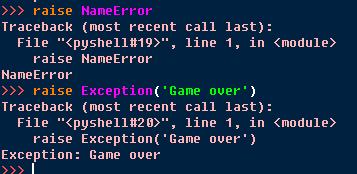 >>> raise NameError
Traceback (most recent call last):
  File "<pyshell#19>", line 1, in <module>
    raise NameError
NameError
>>> raise Exception('Game over')
Traceback (most recent call last):
  File "<pyshell#20>", line 1, in <module>
    raise Exception('Game over')
Exception: Game over
>>>